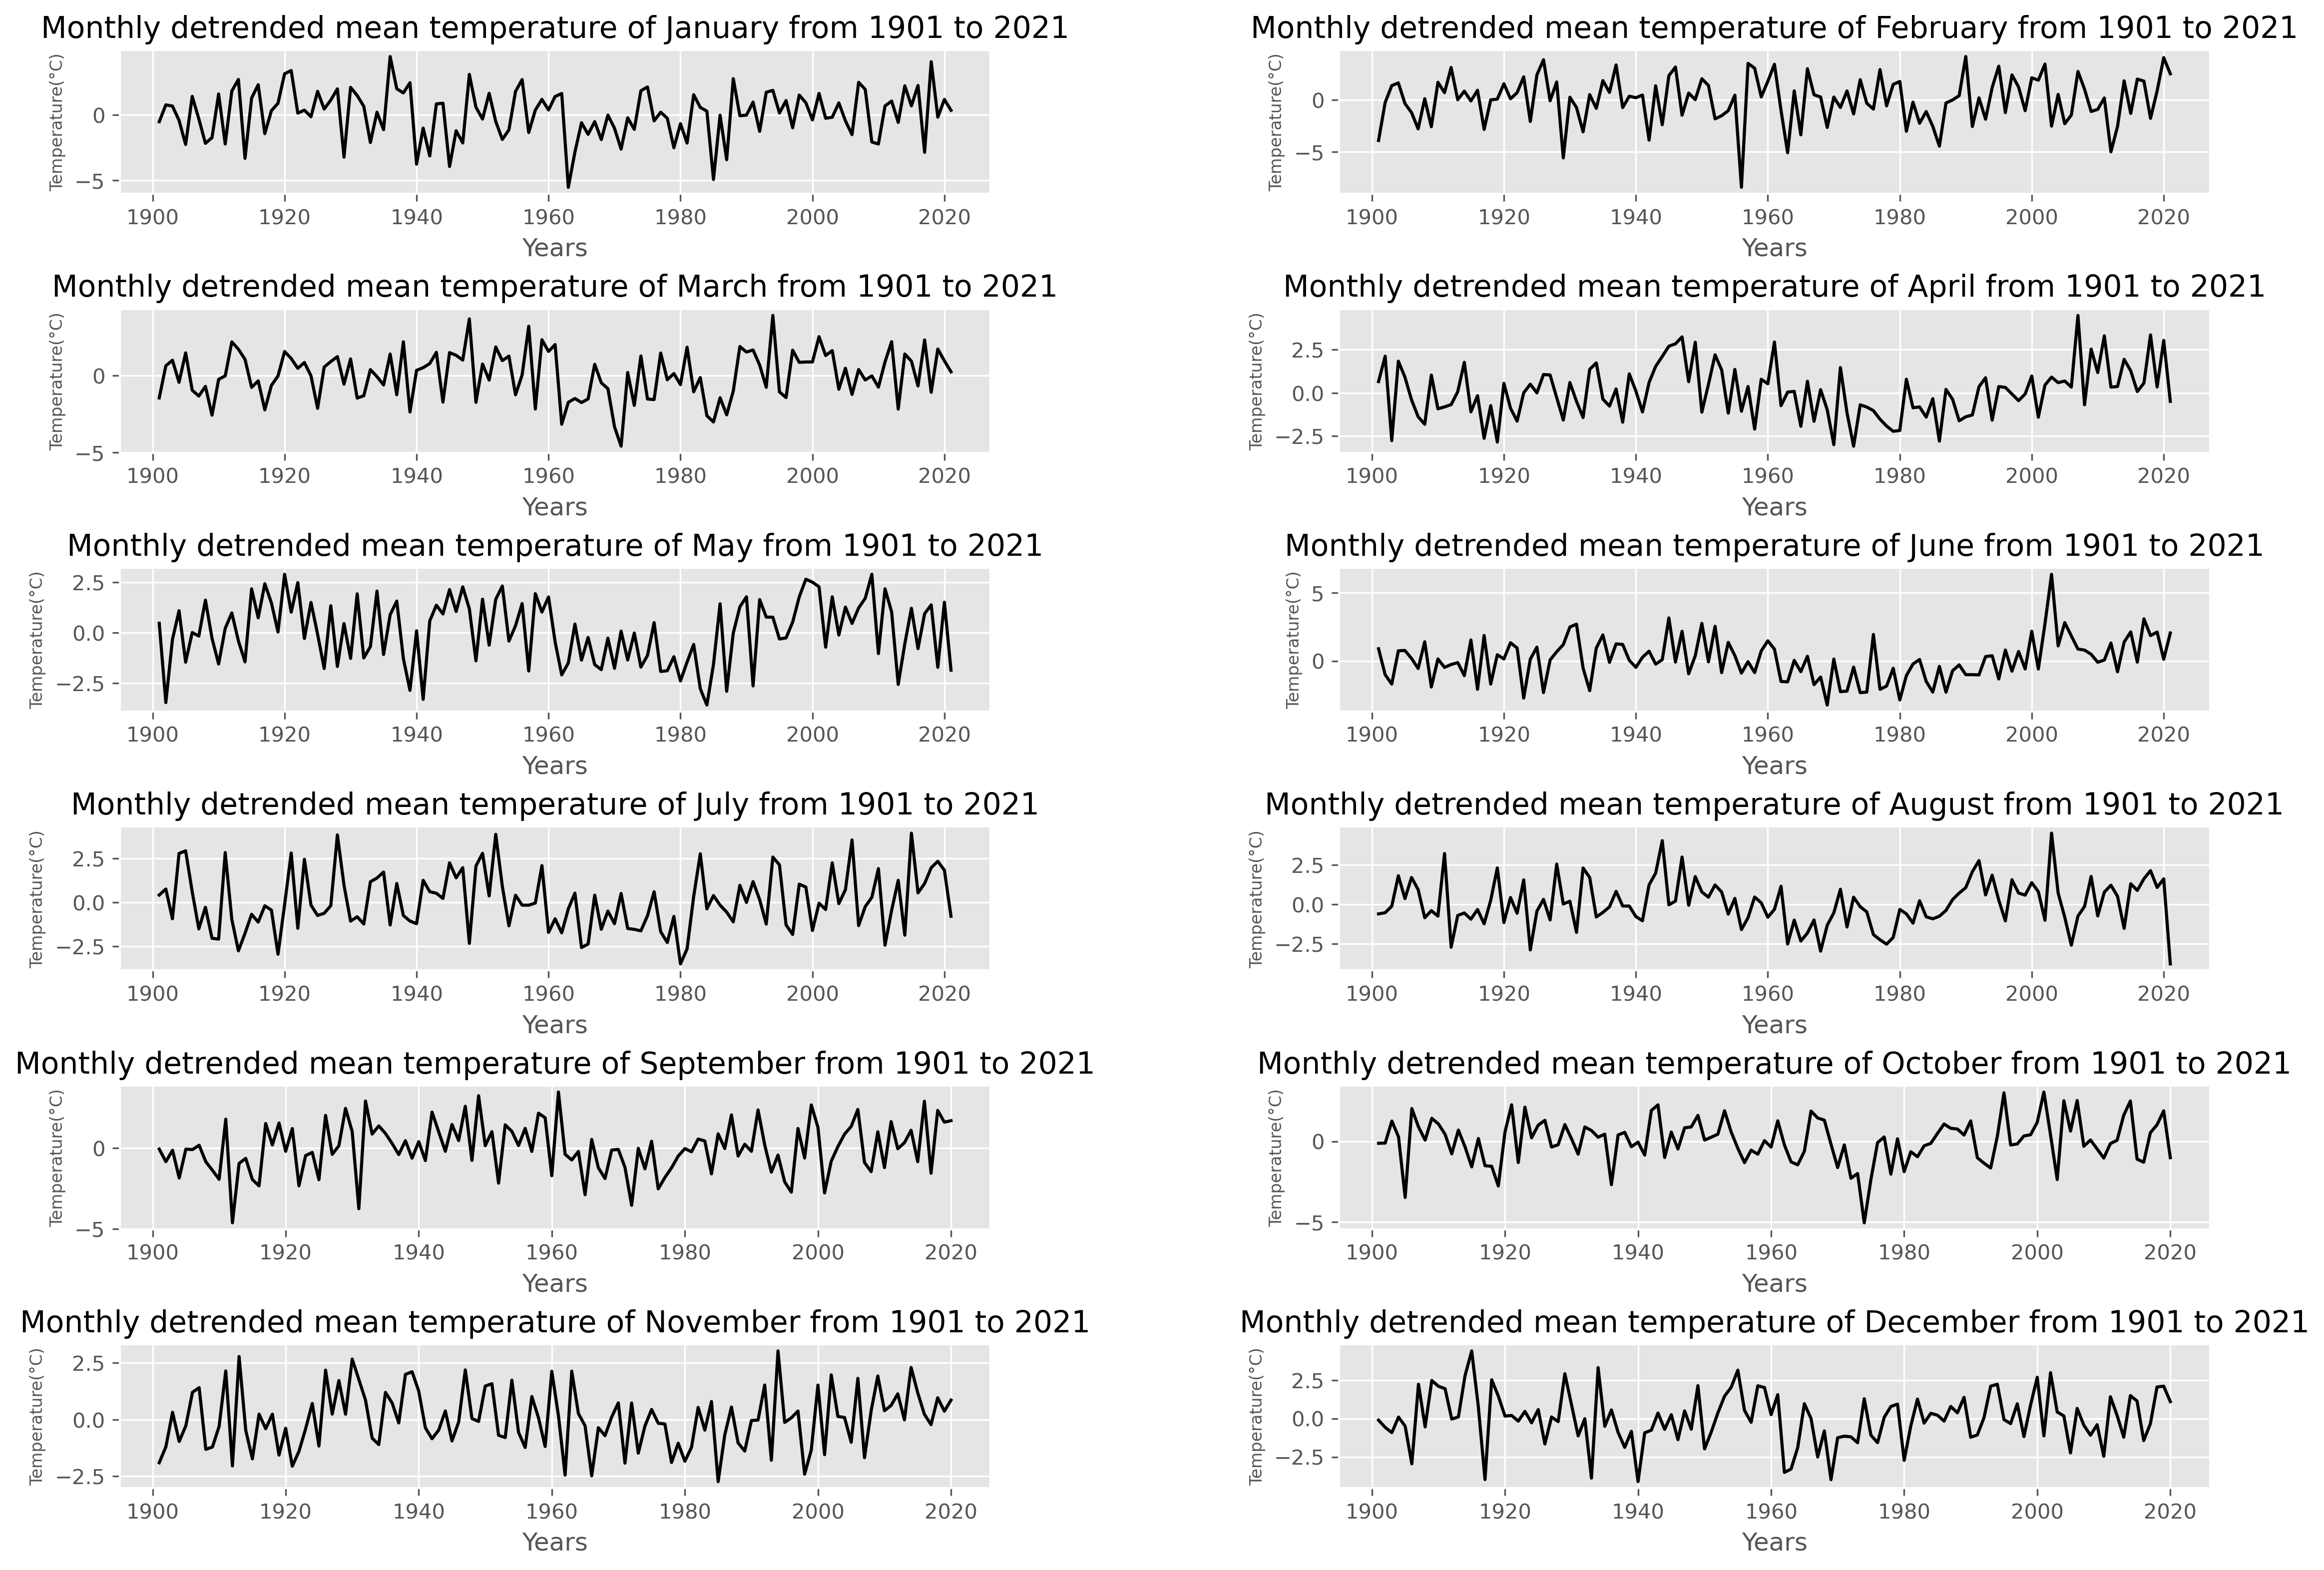 Monthly detrended mean temperature of January from 1901 to 2021
Temperature(°C)
0
−5
1900 1920 1940 1960 1980 2000 2020
Years
Monthly detrended mean temperature of February from 1901 to 2021
Temperature(°C)
0
−5
1900 1920 1940 1960 1980 2000 2020
Years
Monthly detrended mean temperature of March from 1901 to 2021
Temperature(°C)
0
−5
1900 1920 1940 1960 1980 2000 2020
Years
Monthly detrended mean temperature of April from 1901 to 2021
Temperature(°C)
2.5
0.0
−2.5
1900 1920 1940 1960 1980 2000 2020
Years
Monthly detrended mean temperature of May from 1901 to 2021
Temperature(°C)
2.5
0.0
−2.5
1900 1920 1940 1960 1980 2000 2020
Years
Monthly detrended mean temperature of June from 1901 to 2021
Temperature(°C)
5
0
1900 1920 1940 1960 1980 2000 2020
Years
Monthly detrended mean temperature of July from 1901 to 2021
Temperature(°C)
2.5
0.0
−2.5
1900 1920 1940 1960 1980 2000 2020
Years
Monthly detrended mean temperature of August from 1901 to 2021
Temperature(°C)
2.5
0.0
−2.5
1900 1920 1940 1960 1980 2000 2020
Years
Monthly detrended mean temperature of September from 1901 to 2021
Temperature(°C)
0
−5
1900 1920 1940 1960 1980 2000 2020
Years
Monthly detrended mean temperature of October from 1901 to 2021
Temperature(°C)
0
−5
1900 1920 1940 1960 1980 2000 2020
Years
Monthly detrended mean temperature of November from 1901 to 2021
Temperature(°C)
2.5
0.0
−2.5
1900 1920 1940 1960 1980 2000 2020
Years
Monthly detrended mean temperature of December from 1901 to 2021
Temperature(°C)
2.5
0.0
−2.5
1900 1920 1940 1960 1980 2000 2020
Years